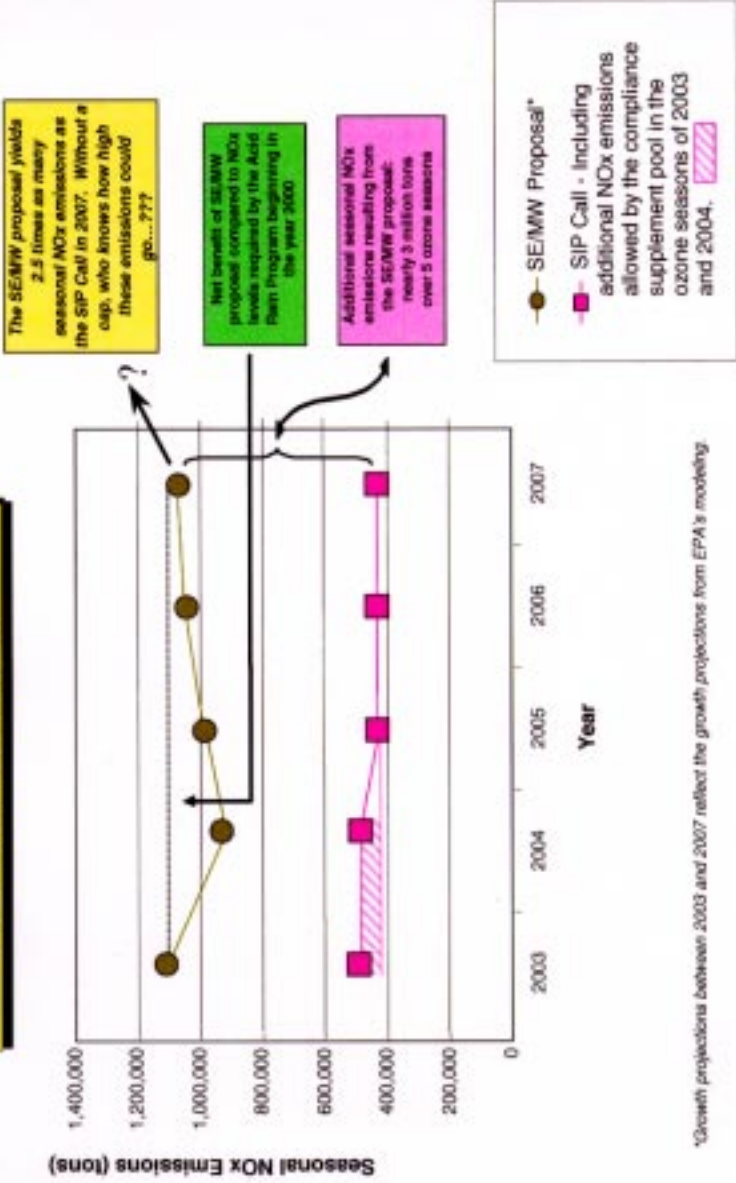 The SE/MW proposal yields
2.5 times as many
seasonal NOx emissions as
the SIP Call in 2007. Without a
cap, who knows how high
these emissions could
go...???
?
Net benefit of SE/MW
proposal compared to NOx
levels required by the Acid
Rain Program beginning in
the year 2000
Additional seasonal NOx
emissions resulting from
the SE/MW proposal:
nearly 3 million tons
over 5 ozone seasons
SE/MW Proposal*
SIP Call - Including
additional NOx emissions
allowed by the compliance
supplement pool in the
ozone seasons of 2003
and 2004.
Seasonal NOx Emissions (tons)
1,400,000
1,200,000
1,000,000
800,000
600,000
400,000
200,000
0
2003
2004
2005
2006
2007
Year
*Growth projections between 2003 and 2007 reflect the growth projections from EPA's modeling.